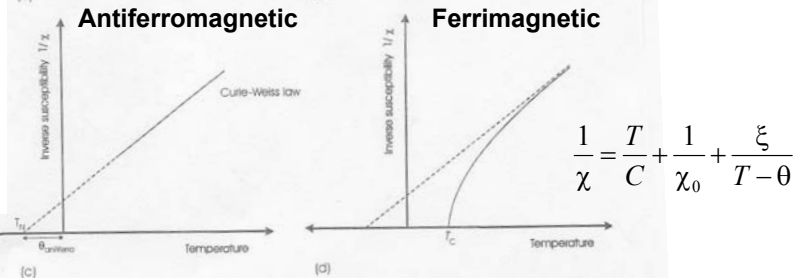 Antiferromagnetic
Inverse susceptibility 1/χ
Curie-Weiss law
T_N
θ_antiferro
Temperature
(c)
Ferrimagnetic
Inverse susceptibility 1/χ
T_C
Temperature
(d)
1/χ = T/C + 1/χ₀ + ξ/(T − θ)